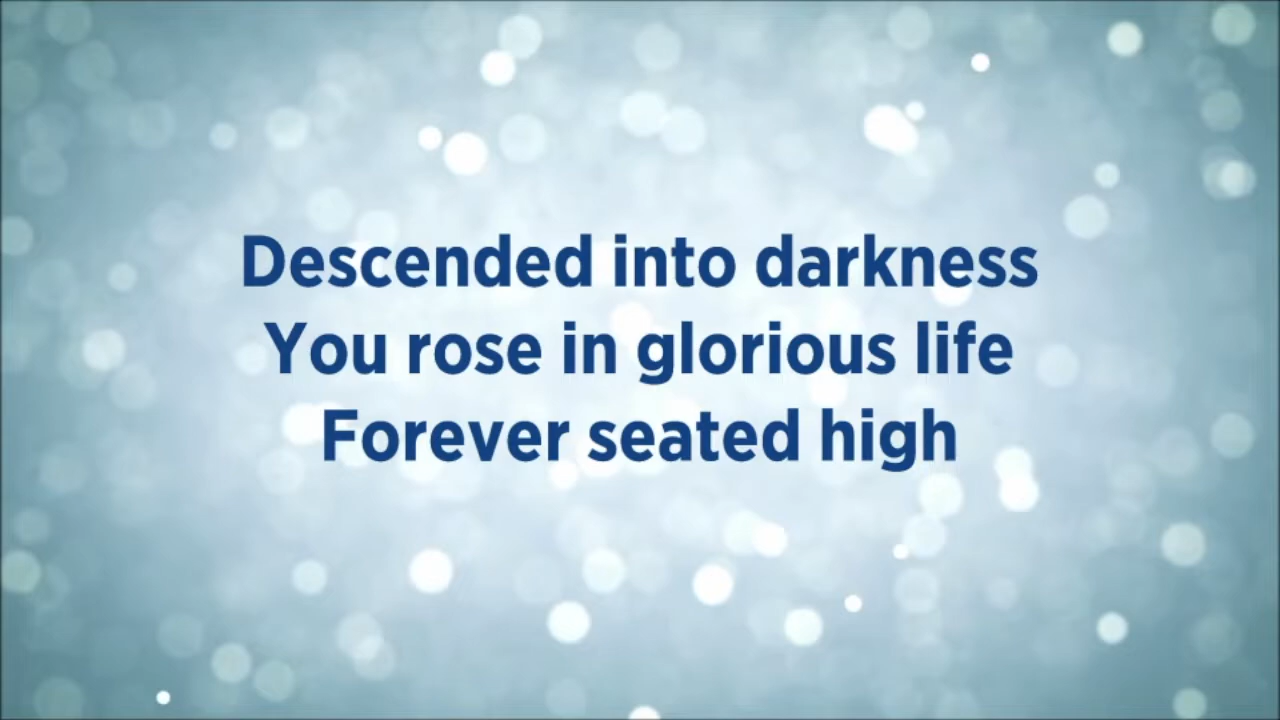 Descended into darkness
You rose in glorious life
Forever seated high